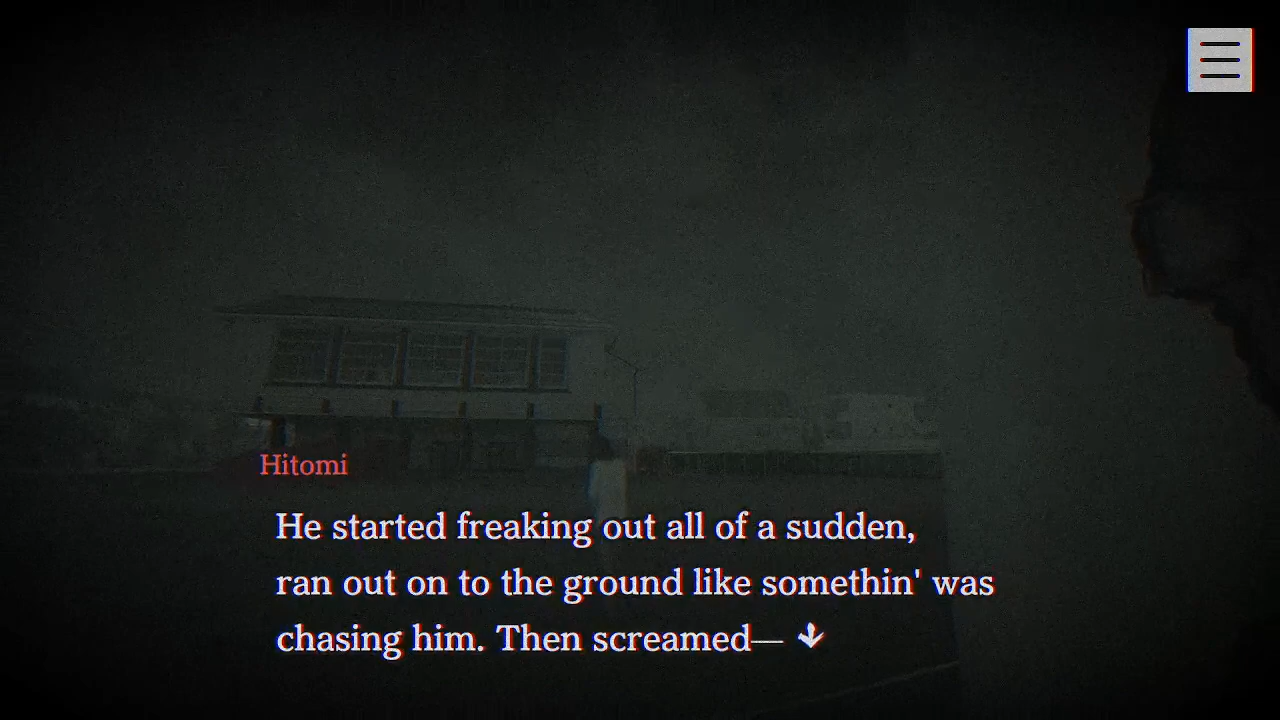 Hitomi
He started freaking out all of a sudden,
ran out on to the ground like somethin' was
chasing him. Then screamed—